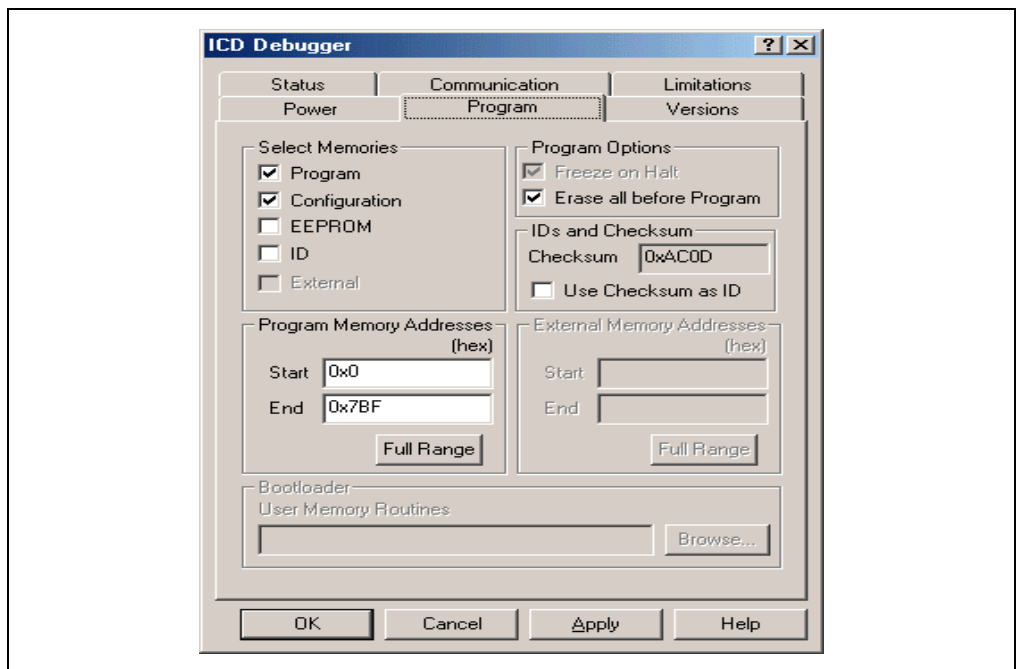 ICD Debugger
Status Communication Limitations
Power Program Versions
Select Memories
Program
Configuration
EEPROM
ID
External
Program Options
Freeze on Halt
Erase all before Program
IDs and Checksum
Checksum 0xAC0D
Use Checksum as ID
Program Memory Addresses
(hex)
Start 0x0
End 0x7BF
Full Range
External Memory Addresses
(hex)
Start
End
Full Range
Bootloader
User Memory Routines
Browse...
OK Cancel Apply Help